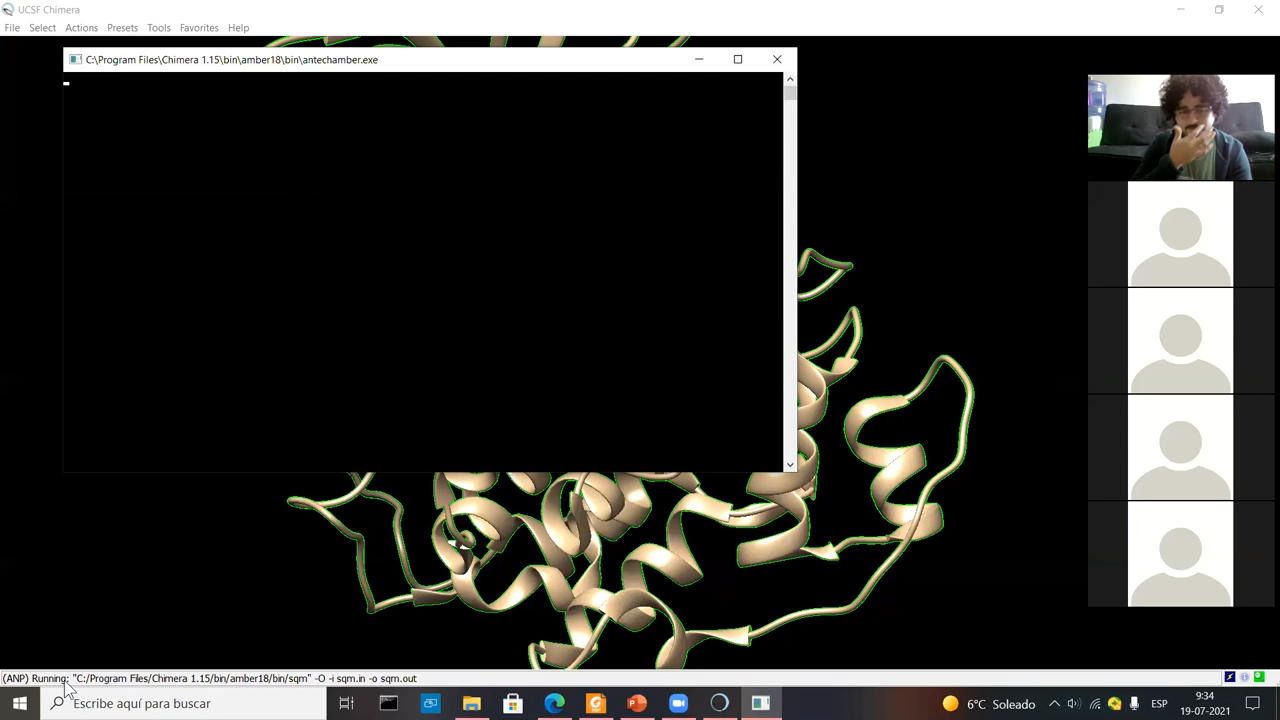 UCSF Chimera
File Select Actions Presets Tools Favorites Help
C:\Program Files\Chimera 1.15\bin\amber18\bin\antechamber.exe
(ANP) Running: "C:/Program Files/Chimera 1.15/bin/amber18/bin/sqm" -O -i sqm.in -o sqm.out
Escribe aquí para buscar
6°C Soleado
ESP
9:34
19-07-2021